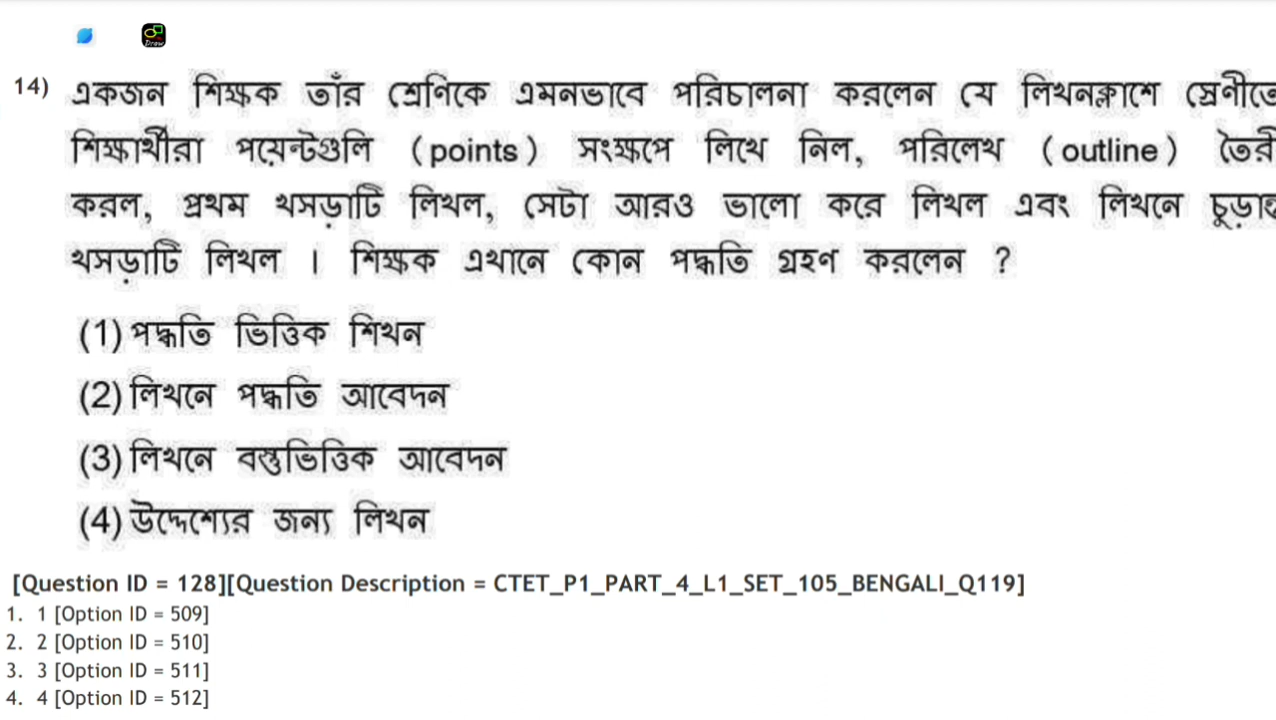 Draw
14) একজন শিক্ষক তাঁর শ্রেণিকে এমনভাবে পরিচালনা করলেন যে লিখনক্লাশে শ্রেনীতে
শিক্ষার্থীরা পয়েন্টগুলি (points) সংক্ষপে লিখে নিল, পরিলেখ (outline) তৈরী
করল, প্রথম খসড়াটি লিখল, সেটা আরও ভালো করে লিখল এবং লিখনে চুড়ান্ত
খসড়াটি লিখল । শিক্ষক এখানে কোন পদ্ধতি গ্রহণ করলেন ?
(1) পদ্ধতি ভিত্তিক শিখন
(2) লিখনে পদ্ধতি আবেদন
(3) লিখনে বস্তুভিত্তিক আবেদন
(4) উদ্দেশ্যের জন্য লিখন
[Question ID = 128][Question Description = CTET_P1_PART_4_L1_SET_105_BENGALI_Q119]
1. 1 [Option ID = 509]
2. 2 [Option ID = 510]
3. 3 [Option ID = 511]
4. 4 [Option ID = 512]